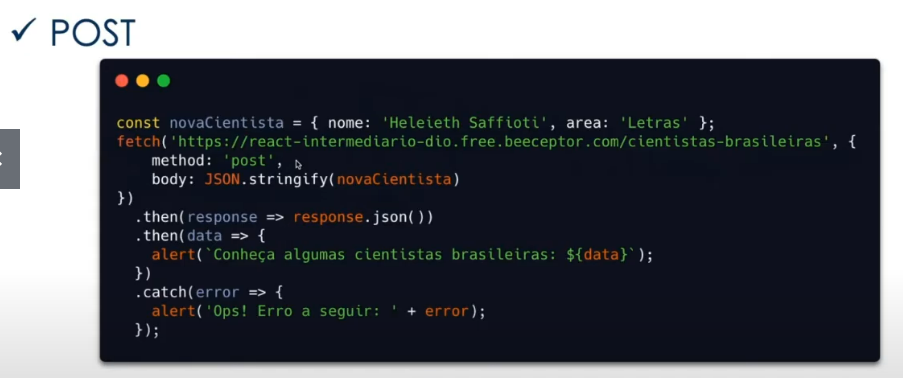 ✓ POST
const novaCientista = { nome: 'Heleieth Saffioti', area: 'Letras' };
fetch('https://react-intermediario-dio.free.beeceptor.com/cientistas-brasileiras', {
    method: 'post',
    body: JSON.stringify(novaCientista)
})
  .then(response => response.json())
  .then(data => {
    alert(`Conheça algumas cientistas brasileiras: ${data}`);
  })
  .catch(error => {
    alert('Ops! Erro a seguir: ' + error);
  });